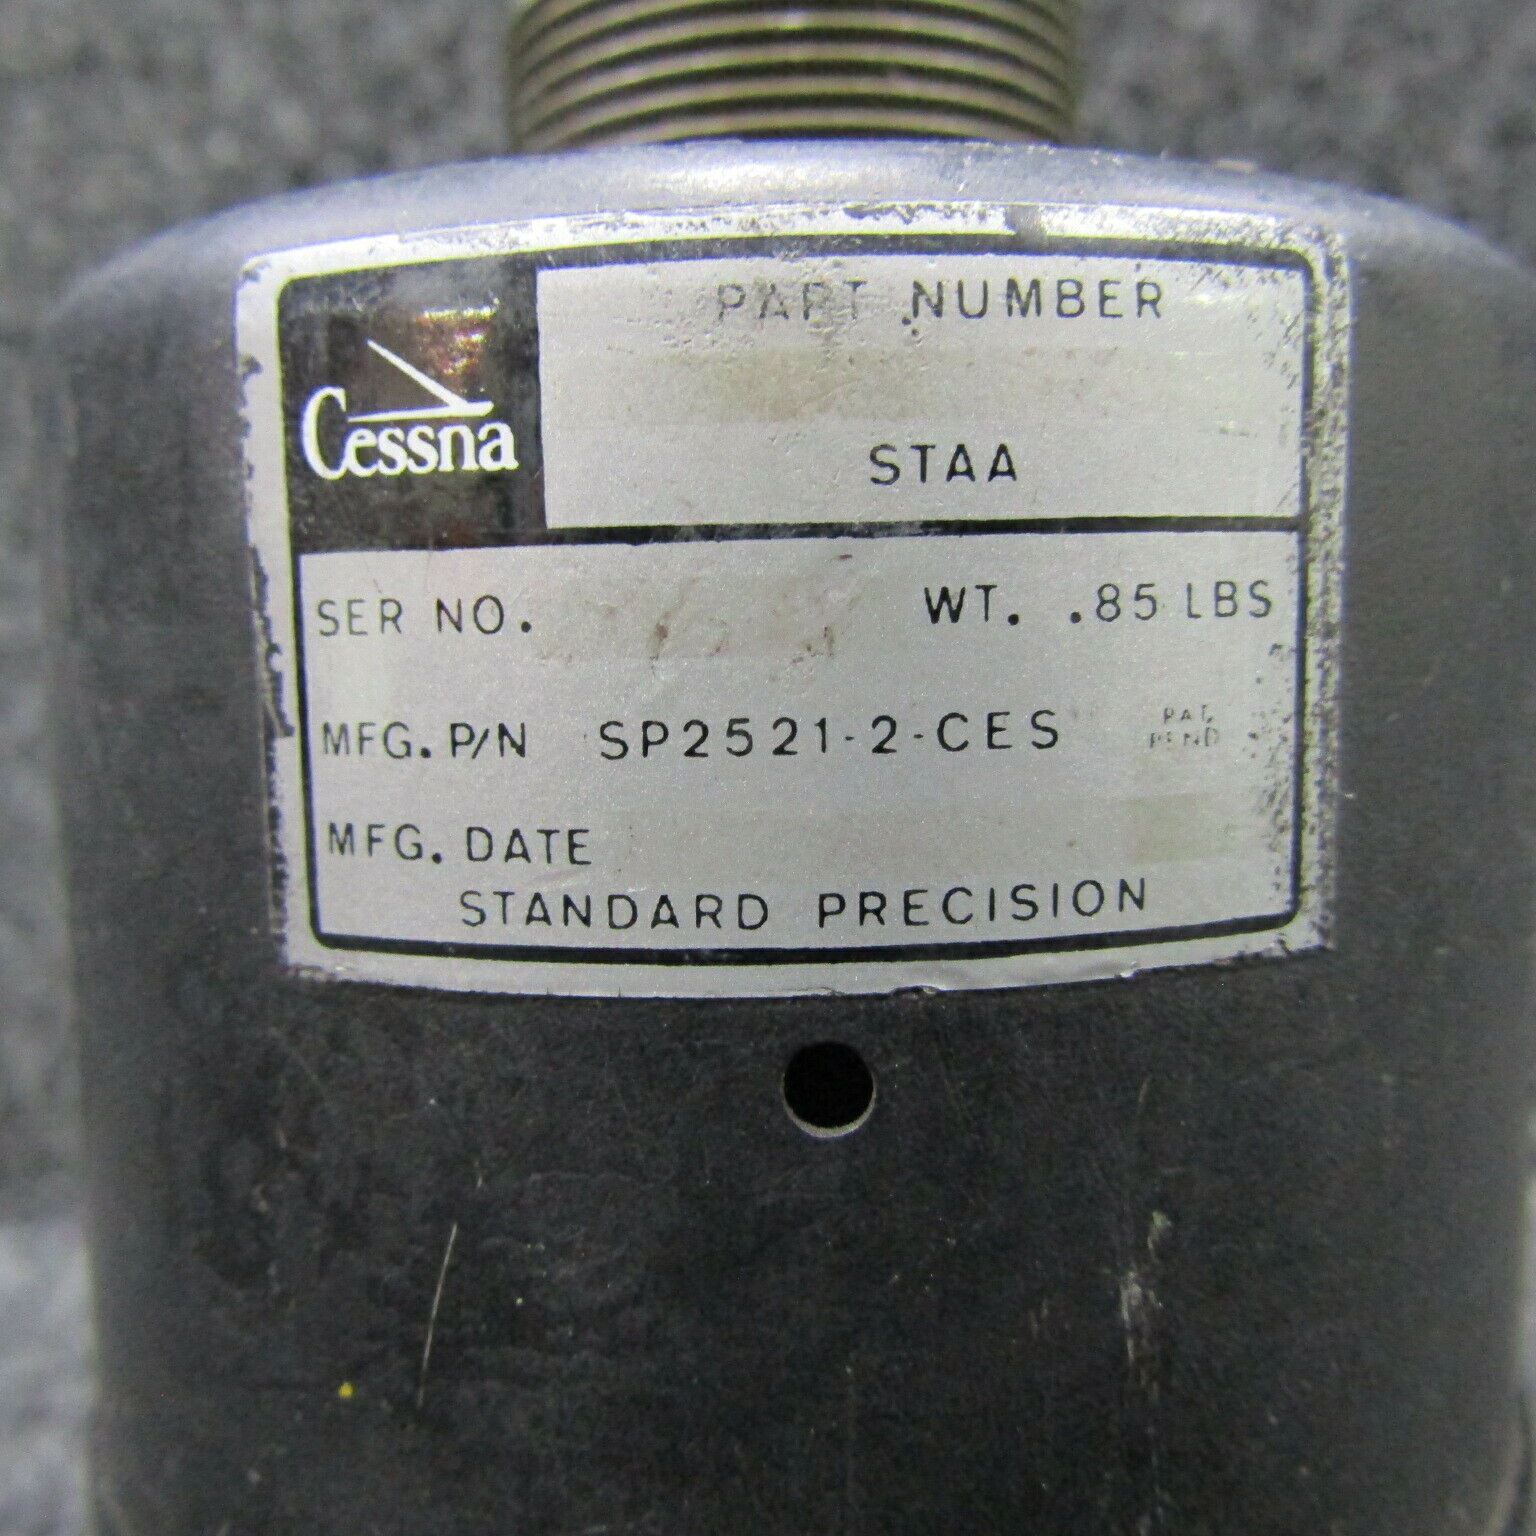 PART NUMBER
Cessna
STAA
SER NO. WT. .85 LBS
MFG. P/N SP2521-2-CES PAT. PEND
MFG. DATE
STANDARD PRECISION